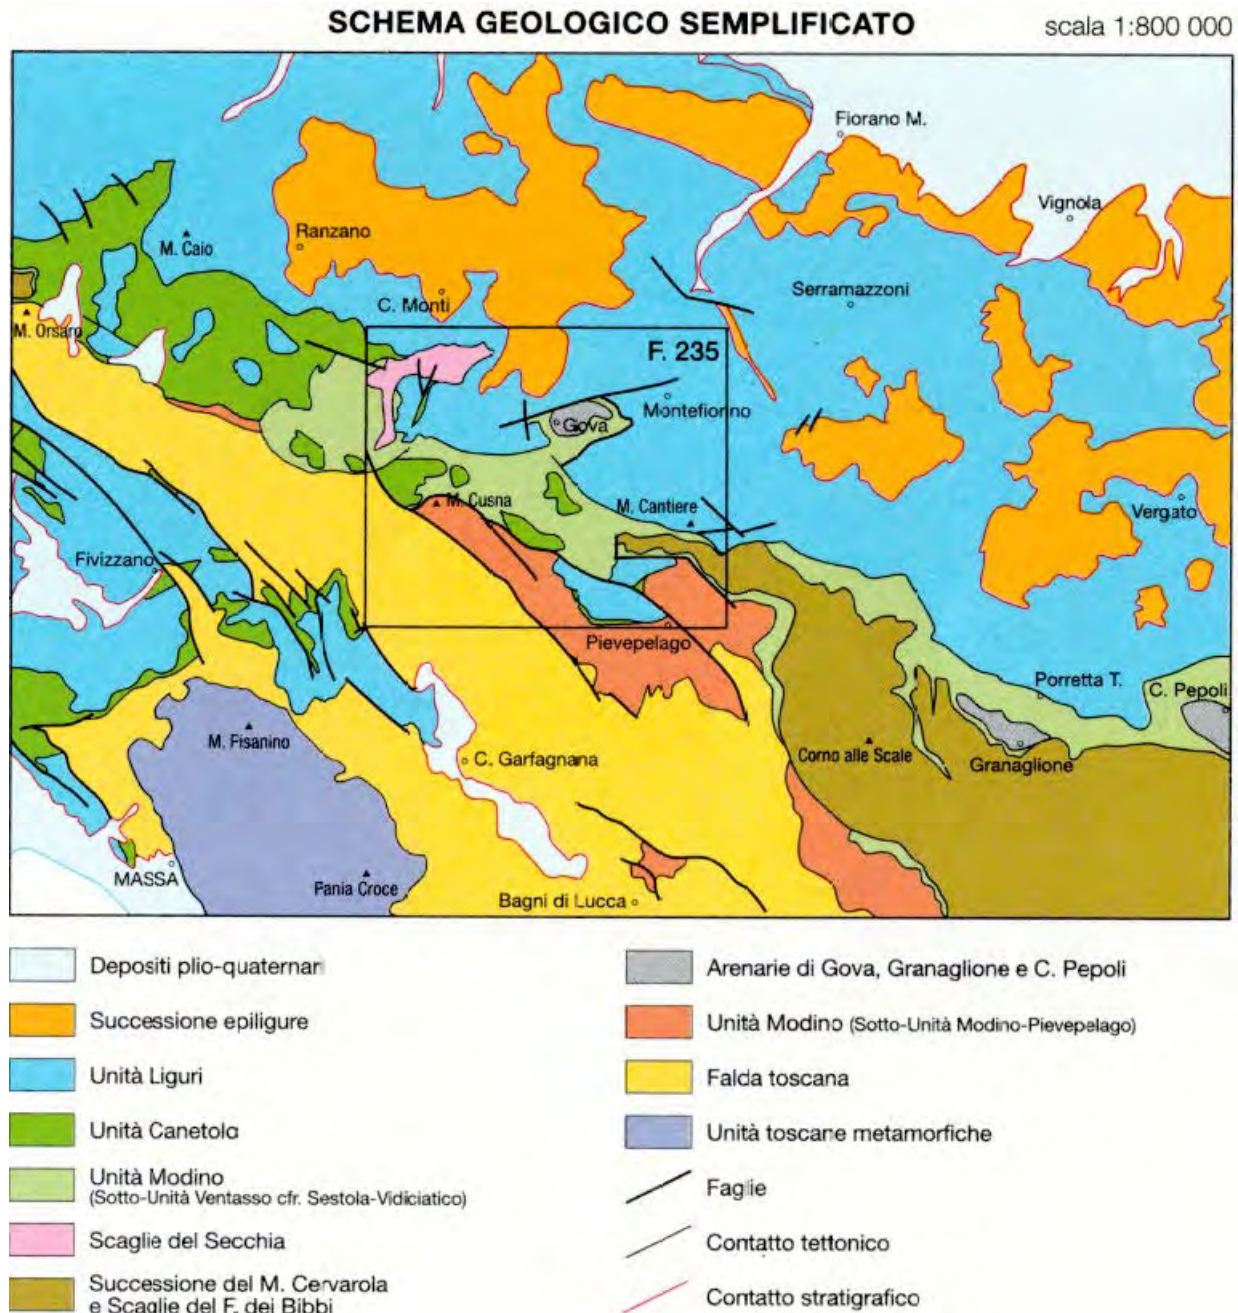 SCHEMA GEOLOGICO SEMPLIFICATO
scala 1:800 000
Fiorano M.
Vignola
Ranzano
M. Caio
Serramazzoni
C. Monti
M. Orsaro
F. 235
Montefiorino
Gova
M. Cusna
M. Cantiere
Vergato
Fivizzano
Pievepelago
Porretta T.
C. Pepoli
M. Fisanino
C. Garfagnana
Corno alle Scale
Granaglione
MASSA
Pania Croce
Bagni di Lucca
Depositi plio-quaternari
Successione epiligure
Unità Liguri
Unità Canetolo
Unità Modino
(Sotto-Unità Ventasso cfr. Sestola-Vidiciatico)
Scaglie del Secchia
Successione del M. Cervarola
e Scaglie del F. dei Bibbi
Arenarie di Gova, Granaglione e C. Pepoli
Unità Modino (Sotto-Unità Modino-Pievepelago)
Falda toscana
Unità toscane metamorfiche
Faglie
Contatto tettonico
Contatto stratigrafico